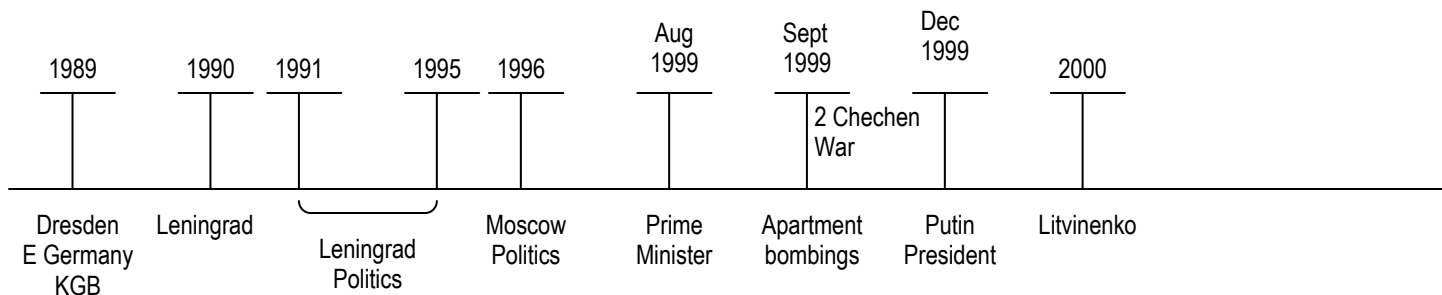 1989
1990
1991
1995
1996
Aug
1999
Sept
1999
Dec
1999
2000
2 Chechen
War
Dresden
E Germany
KGB
Leningrad
Leningrad
Politics
Moscow
Politics
Prime
Minister
Apartment
bombings
Putin
President
Litvinenko